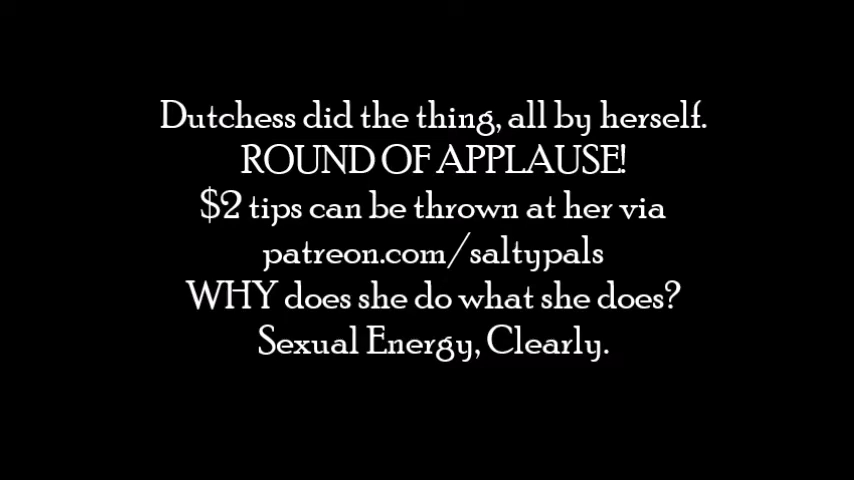 Dutchess did the thing, all by herself.
ROUND OF APPLAUSE!
$2 tips can be thrown at her via
patreon.com/saltypals
WHY does she do what she does?
Sexual Energy, Clearly.